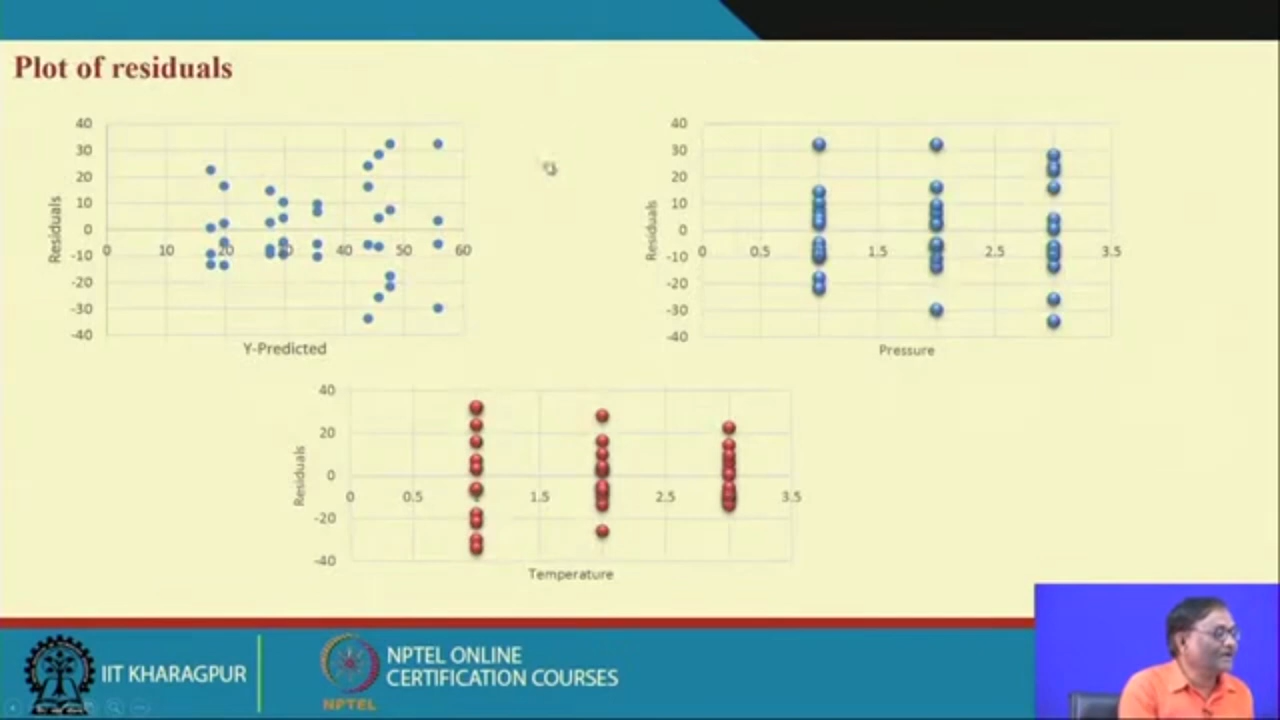 Plot of residuals
40
30
20
10
0
-10
-20
-30
-40
0 10 20 30 40 50 60
Residuals
Y-Predicted
40
30
20
10
0
-10
-20
-30
-40
0 0.5 1.5 2.5 3.5
Residuals
Pressure
40
20
0
-20
-40
0 0.5 1.5 2.5 3.5
Residuals
Temperature
IIT KHARAGPUR
NPTEL ONLINE
CERTIFICATION COURSES
NPTEL